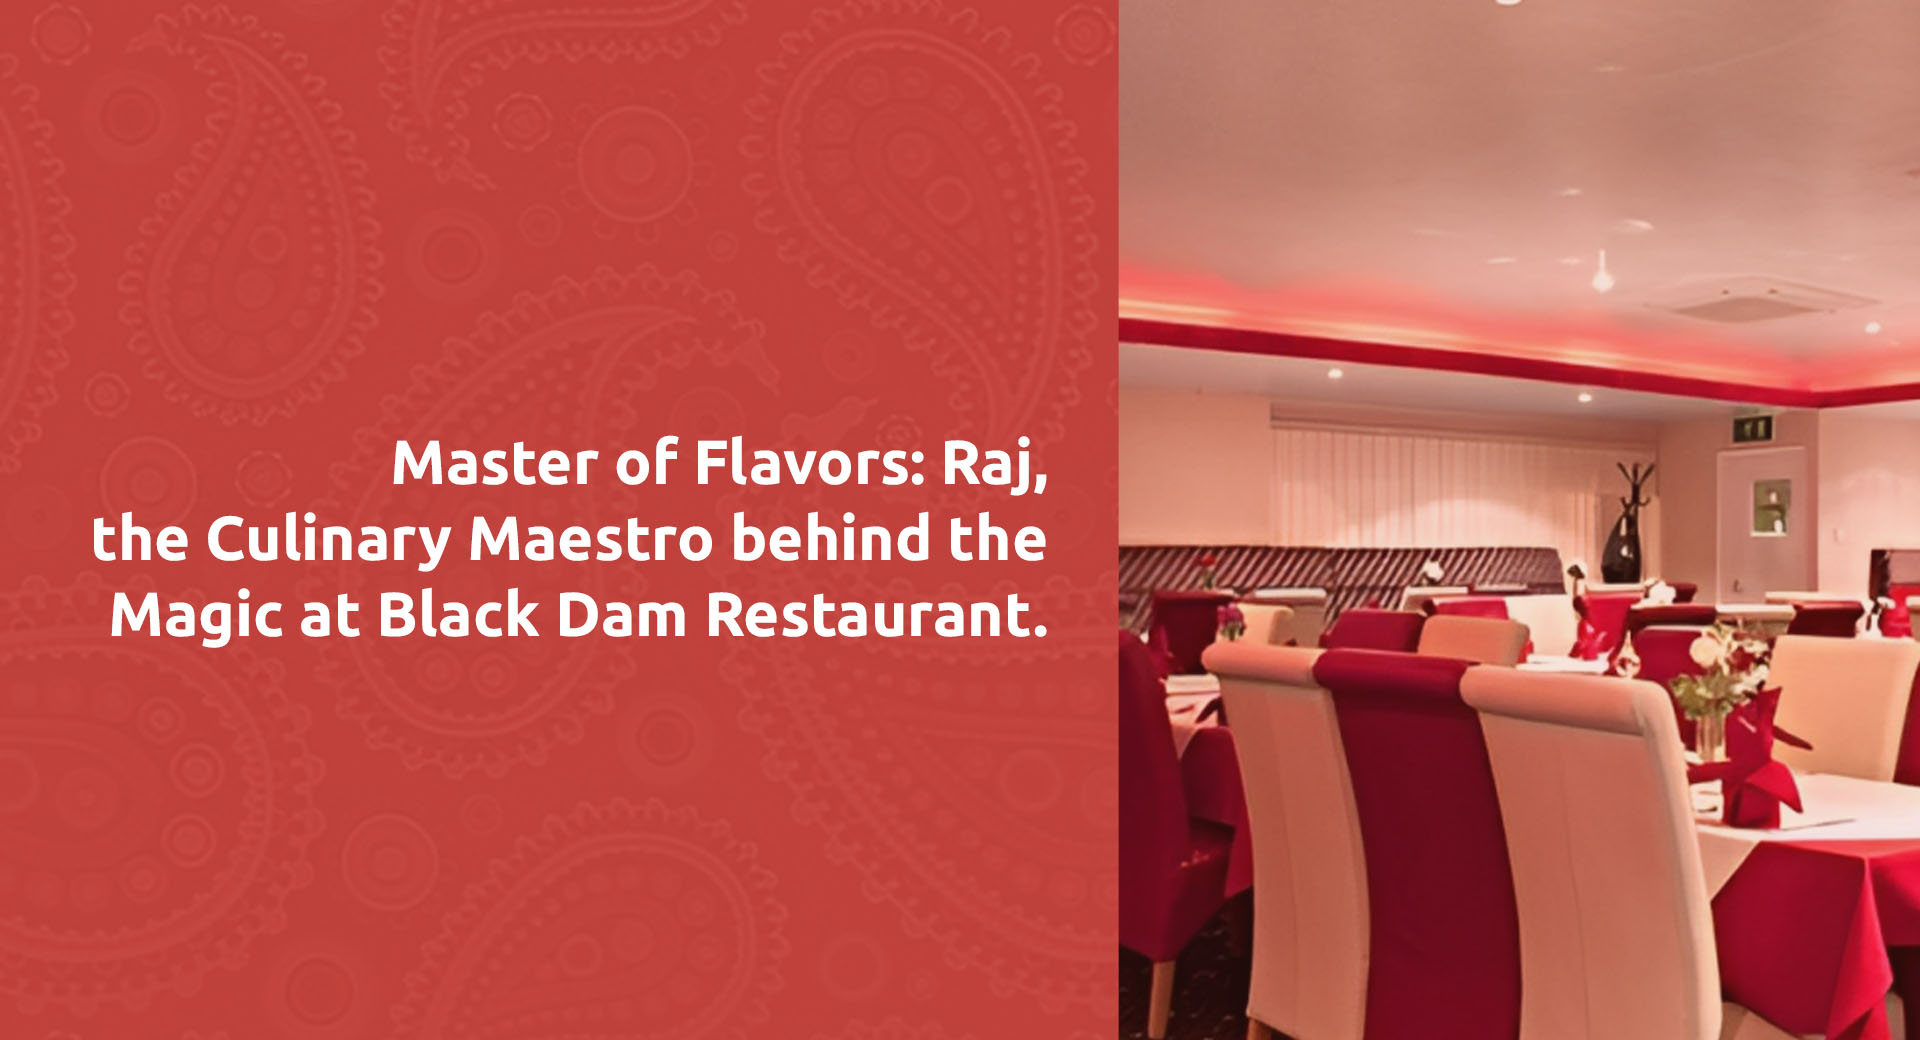 Master of Flavors: Raj,
the Culinary Maestro behind the
Magic at Black Dam Restaurant.